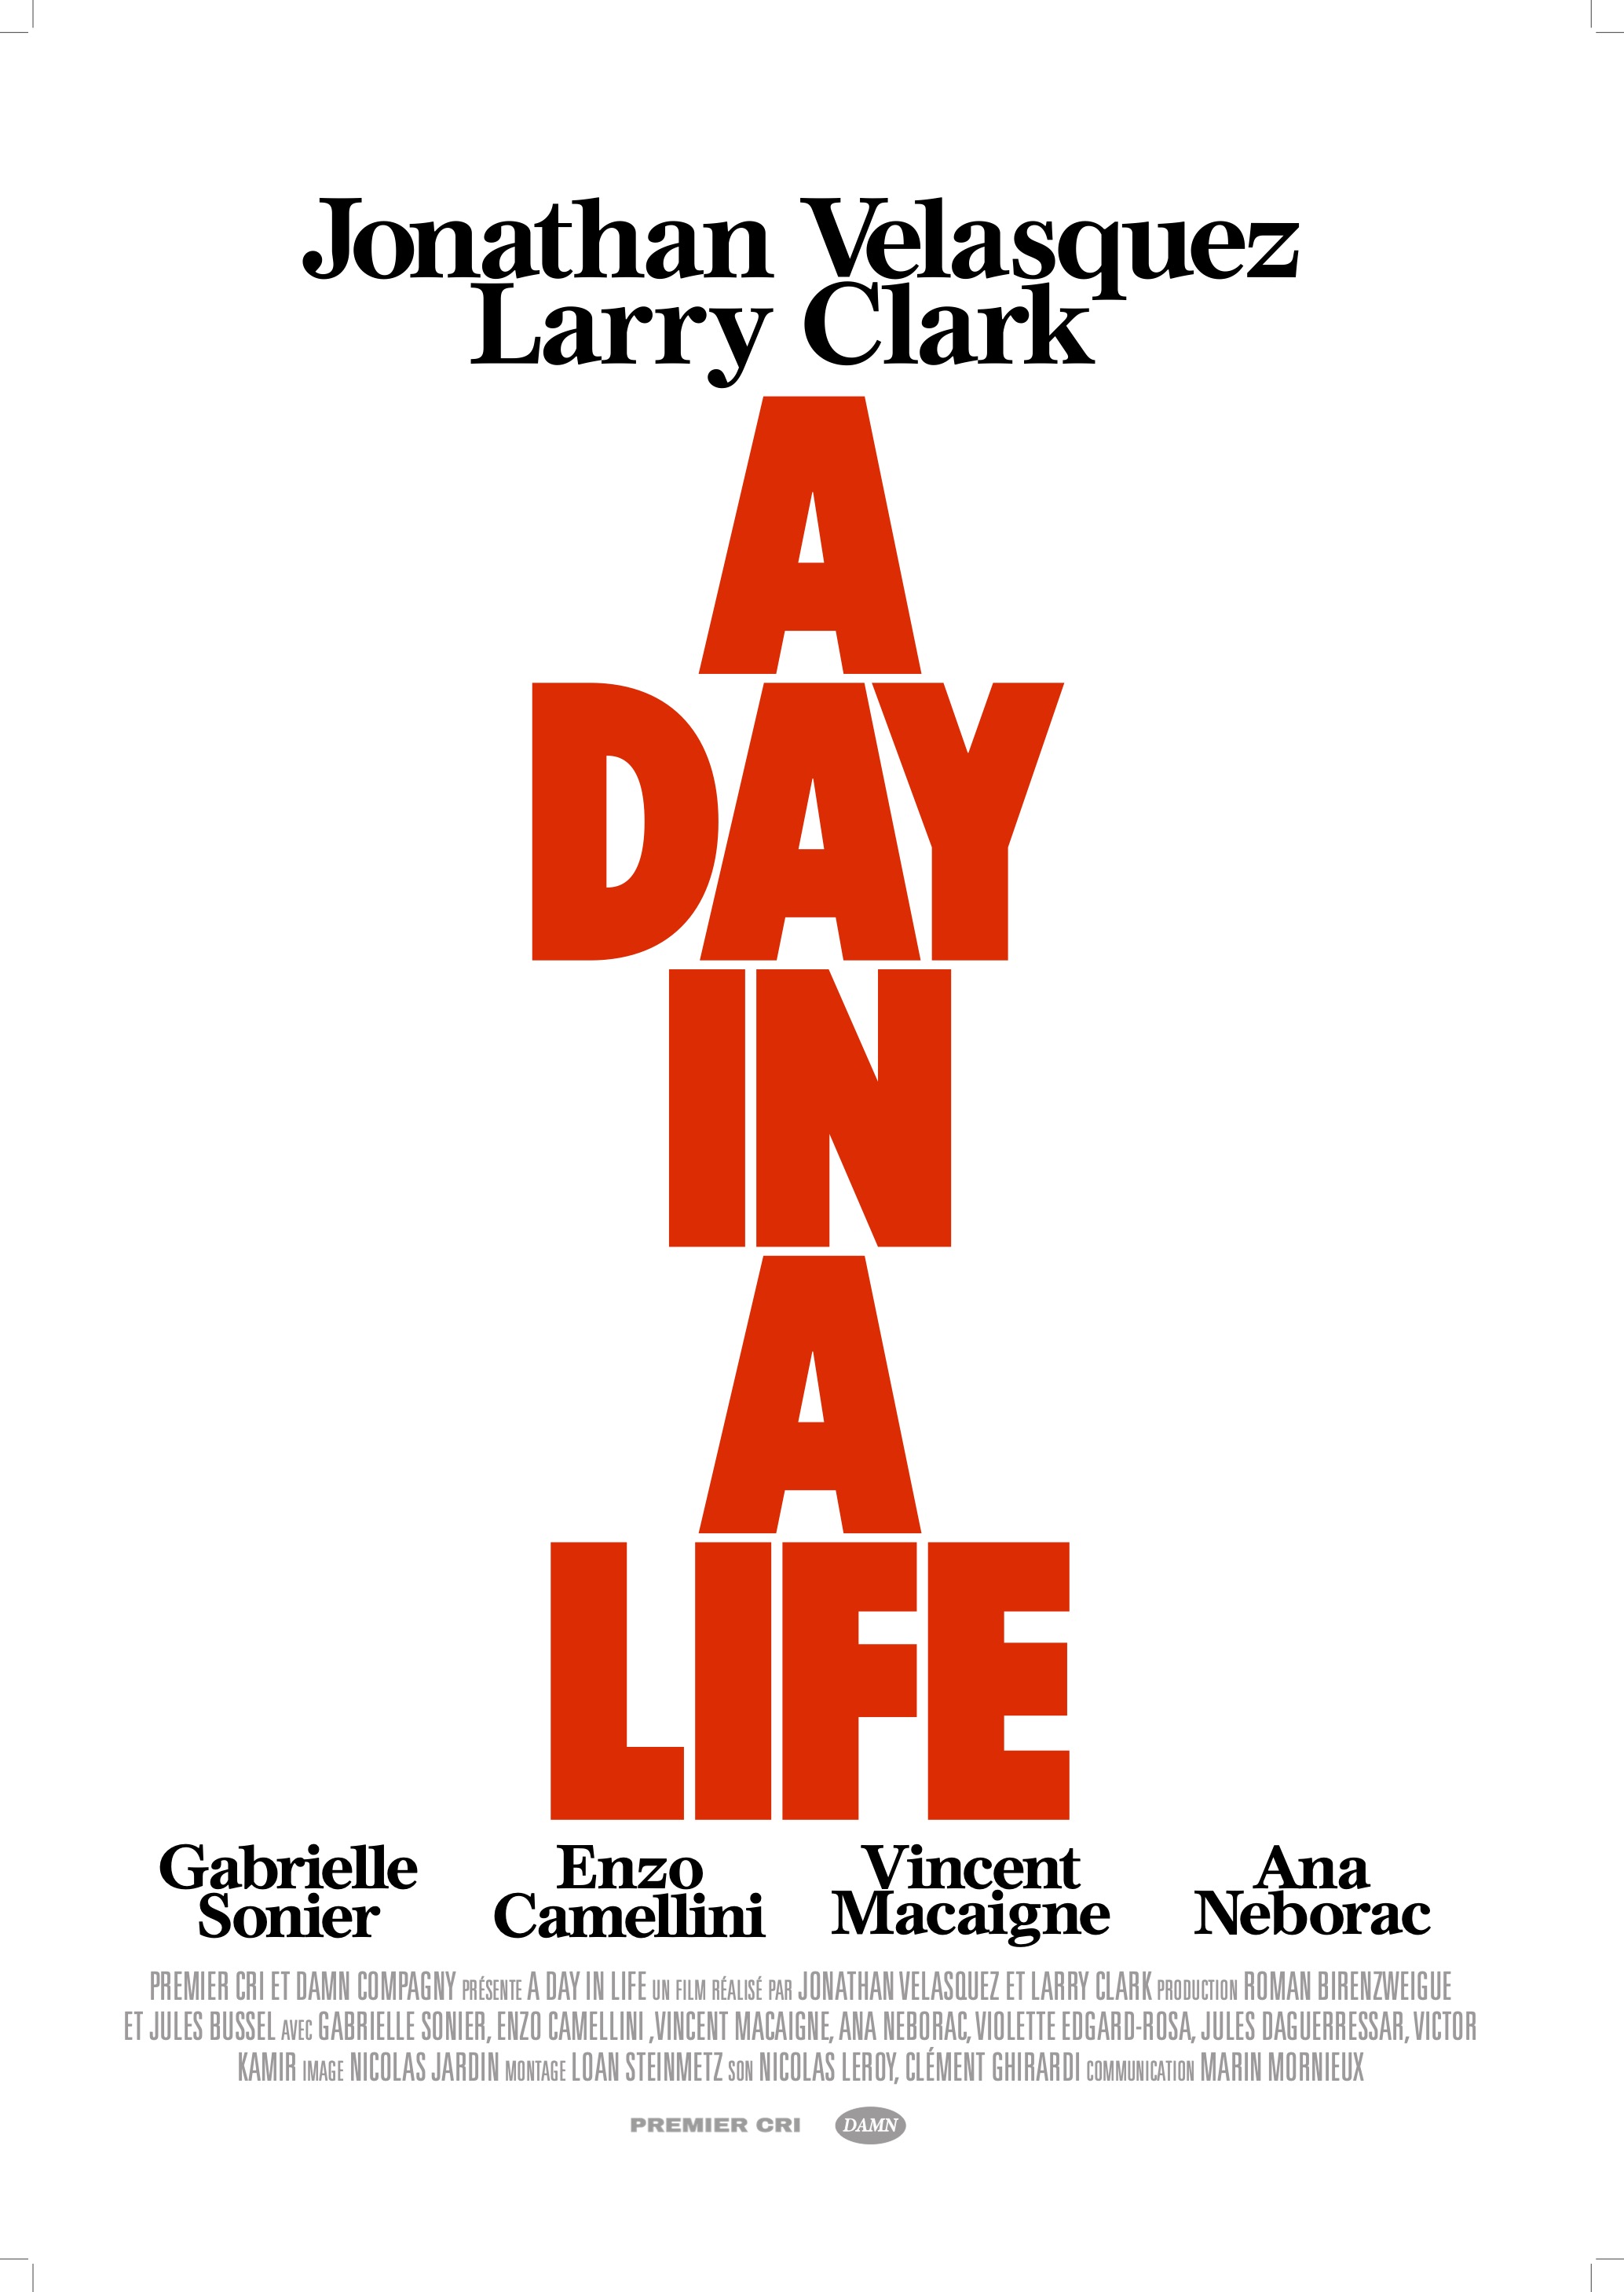 Jonathan Velasquez
Larry Clark
A
DAY
IN
A
LIFE
Gabrielle
Sonier
Enzo
Camellini
Vincent
Macaigne
Ana
Neborac
PREMIER CRI ET DAMN COMPAGNY PRÉSENTE A DAY IN LIFE UN FILM RÉALISÉ PAR JONATHAN VELASQUEZ ET LARRY CLARK PRODUCTION ROMAN BIRENZWEIGUE
ET JULES BUSSEL AVEC GABRIELLE SONIER, ENZO CAMELLINI ,VINCENT MACAIGNE, ANA NEBORAC, VIOLETTE EDGARD-ROSA, JULES DAGUERRESSAR, VICTOR
KAMIR IMAGE NICOLAS JARDIN MONTAGE LOAN STEINMETZ SON NICOLAS LEROY, CLÉMENT GHIRARDI COMMUNICATION MARIN MORNIEUX
PREMIER CRI DAMN